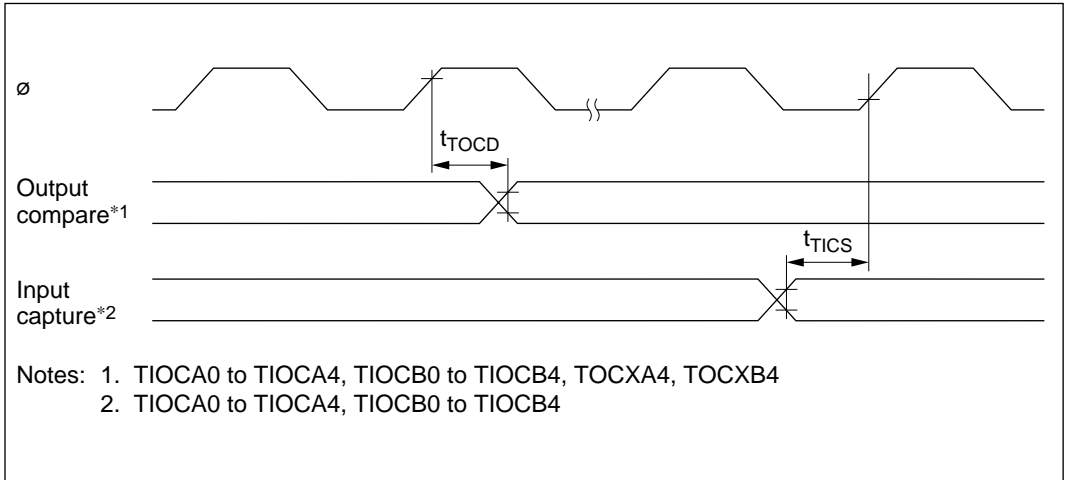 ø
tTOCD
Output
compare*1
tTICS
Input
capture*2
Notes: 1. TIOCA0 to TIOCA4, TIOCB0 to TIOCB4, TOCXA4, TOCXB4
2. TIOCA0 to TIOCA4, TIOCB0 to TIOCB4